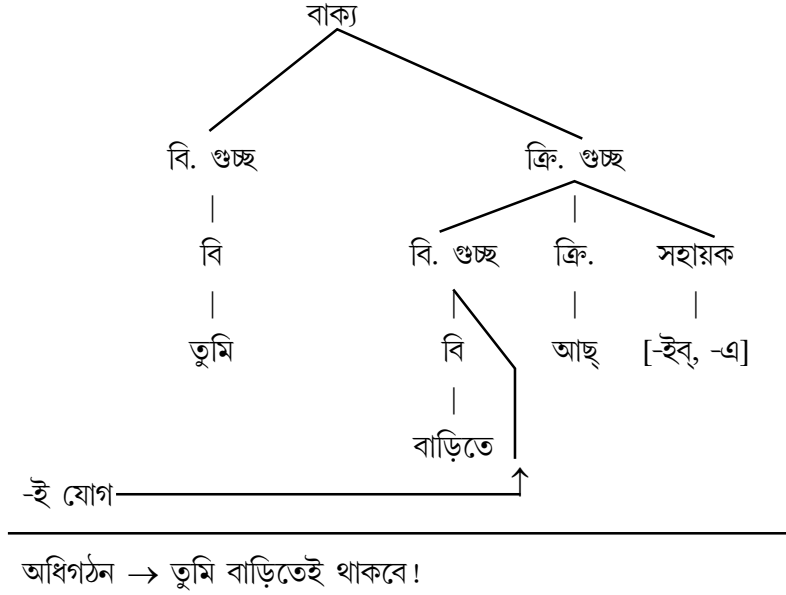 বাক্য
বি. গুচ্ছ ক্রি. গুচ্ছ
বি বি. গুচ্ছ ক্রি. সহায়ক
তুমি বি আছ্ [-ইব্, -এ]
বাড়িতে
-ই যোগ
অধিগঠন → তুমি বাড়িতেই থাকবে!